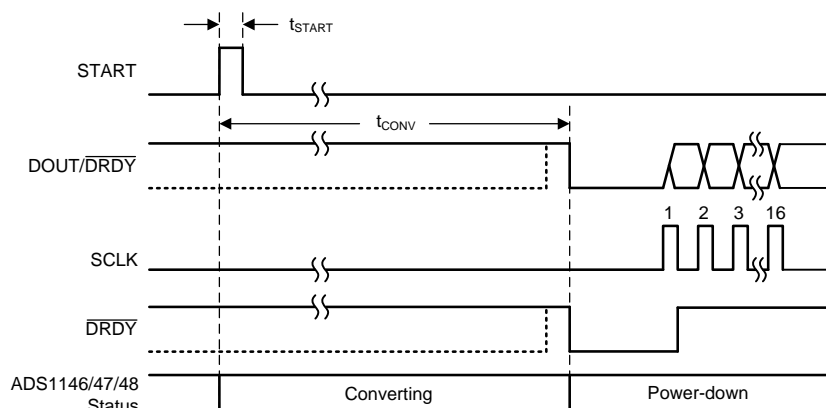 tSTART
START
tCONV
DOUT/DRDY
1 2 3 16
SCLK
DRDY
ADS1146/47/48
Status
Converting
Power-down